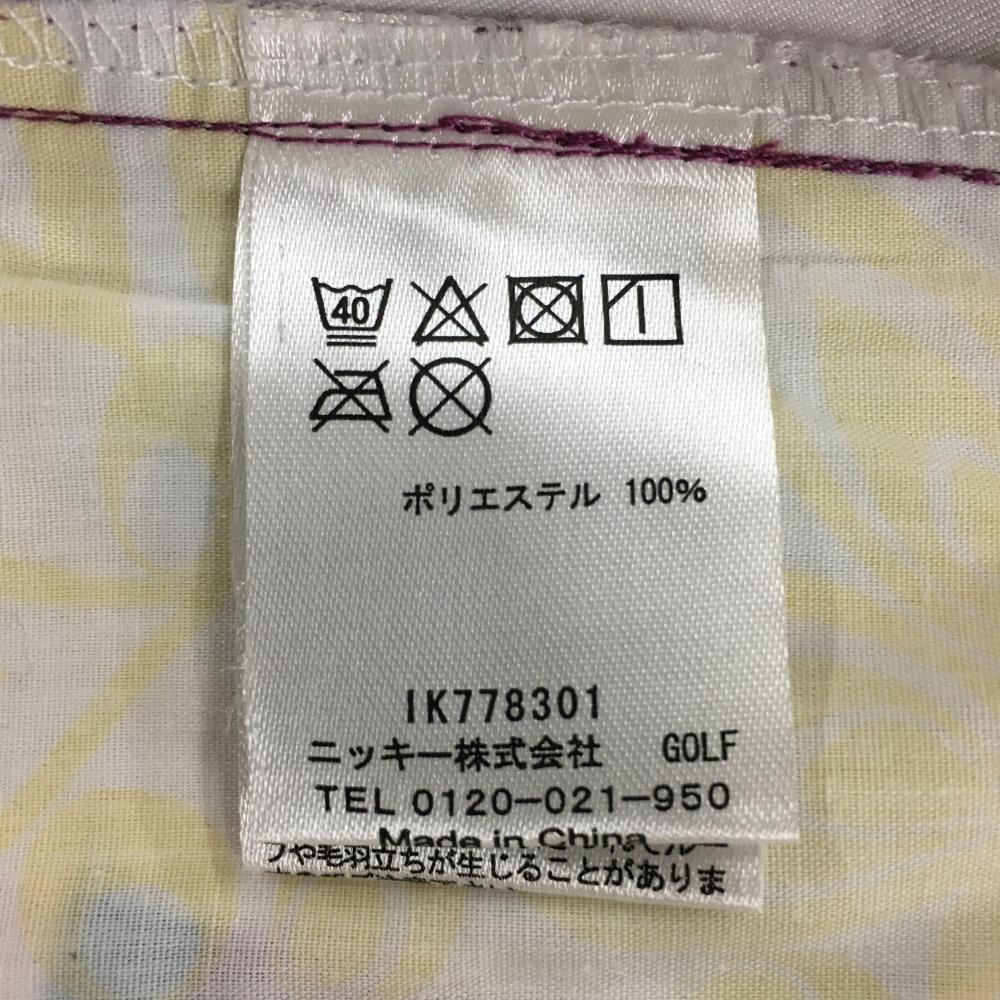 40
ポリエステル 100%
IK778301
ニッキー株式会社 GOLF
TEL 0120-021-950
Made in China
や毛羽立ちが生じることがありま